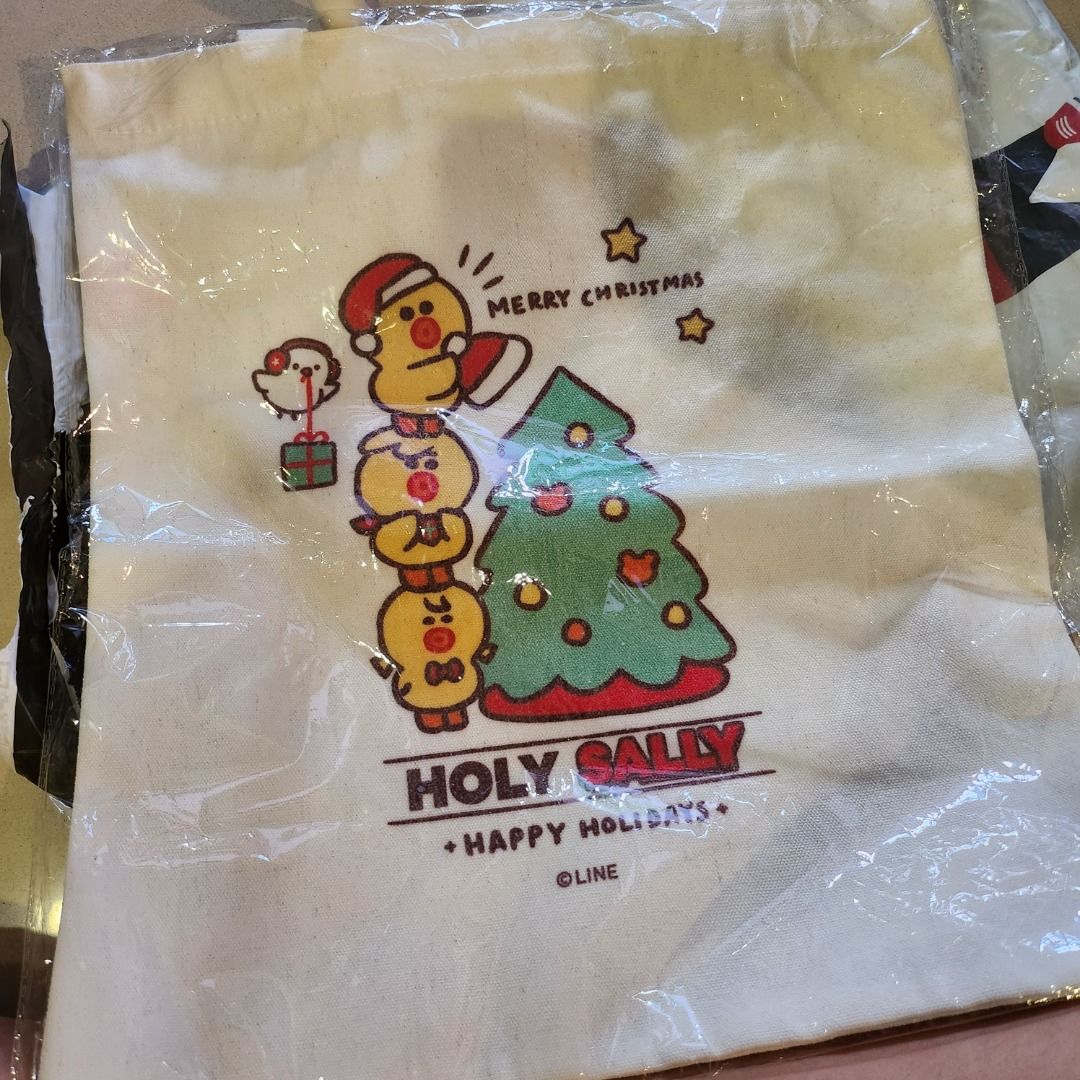 MERRY CHRISTMAS
HOLY SALLY
+HAPPY HOLIDAYS+
©LINE